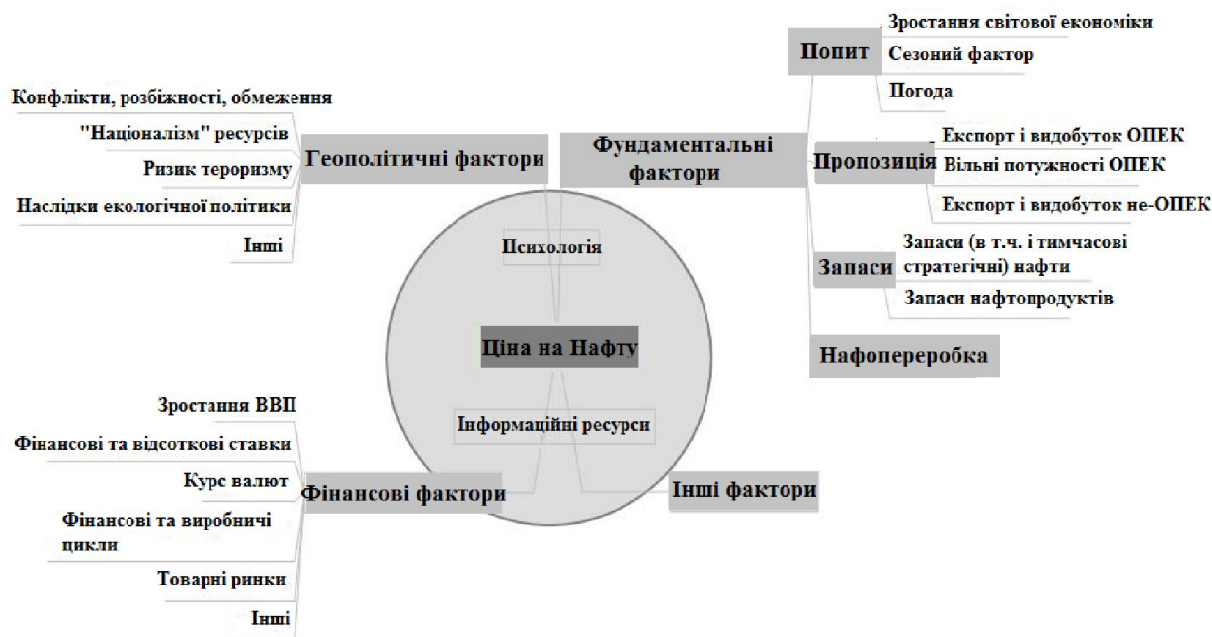 Зростання світової економіки
Попит
Сезоний фактор
Погода
Конфлікти, розбіжності, обмеження
"Націоналізм" ресурсів
Ризик тероризму
Наслідки екологічної політики
Інші
Геополітичні фактори
Фундаментальні
фактори
Експорт і видобуток ОПЕК
Пропозиція
Вільні потужності ОПЕК
Експорт і видобуток не-ОПЕК
Запаси (в т.ч. і тимчасові
стратегічні) нафти
Запаси
Запаси нафтопродуктів
Нафопереробка
Психологія
Ціна на Нафту
Інформаційні ресурси
Зростання ВВП
Фінансові та відсоткові ставки
Курс валют
Фінансові та виробничі
цикли
Товарні ринки
Інші
Фінансові фактори
Інші фактори